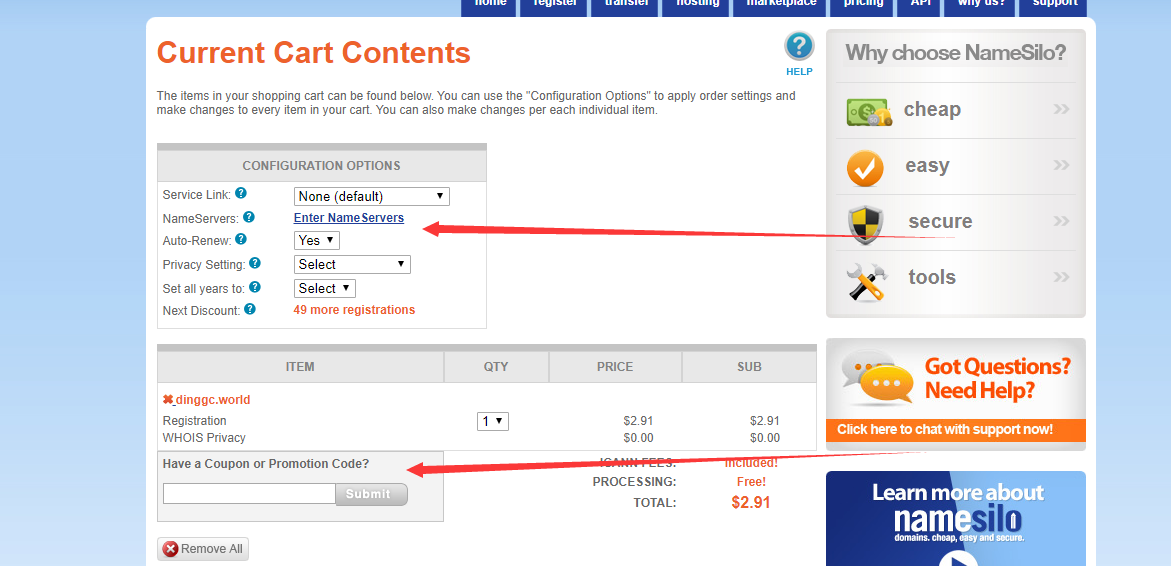 home register transfer hosting marketplace pricing API why us? support
Current Cart Contents
HELP
The items in your shopping cart can be found below. You can use the "Configuration Options" to apply order settings and
make changes to every item in your cart. You can also make changes per each individual item.
CONFIGURATION OPTIONS
Service Link: ? None (default)
NameServers: ? Enter NameServers
Auto-Renew: ? Yes
Privacy Setting: ? Select
Set all years to: ? Select
Next Discount: ? 49 more registrations
ITEM QTY PRICE SUB
dinggc.world
Registration 1 $2.91 $2.91
WHOIS Privacy $0.00 $0.00
Have a Coupon or Promotion Code?
Submit
ICANN FEES: Included!
PROCESSING: Free!
TOTAL: $2.91
Remove All
Why choose NameSilo?
cheap
easy
secure
tools
Got Questions?
Need Help?
Click here to chat with support now!
Learn more about
namesilo
domains. cheap, easy and secure.